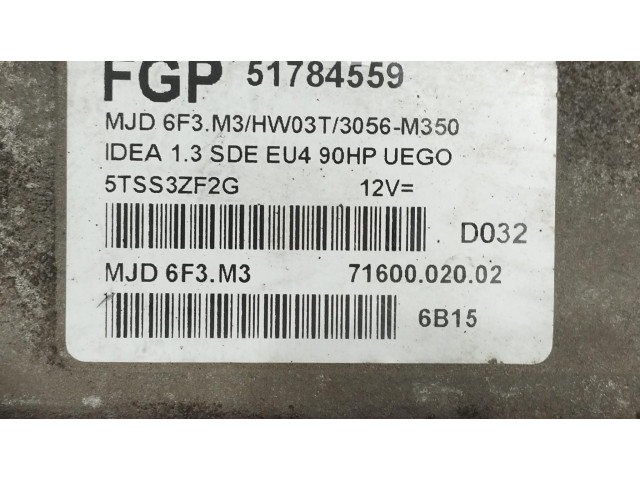 FGP 51784559
MJD 6F3.M3/HW03T/3056-M350
IDEA 1.3 SDE EU4 90HP UEGO
5TSS3ZF2G 12V=
D032
MJD 6F3.M3 71600.020.02
6B15